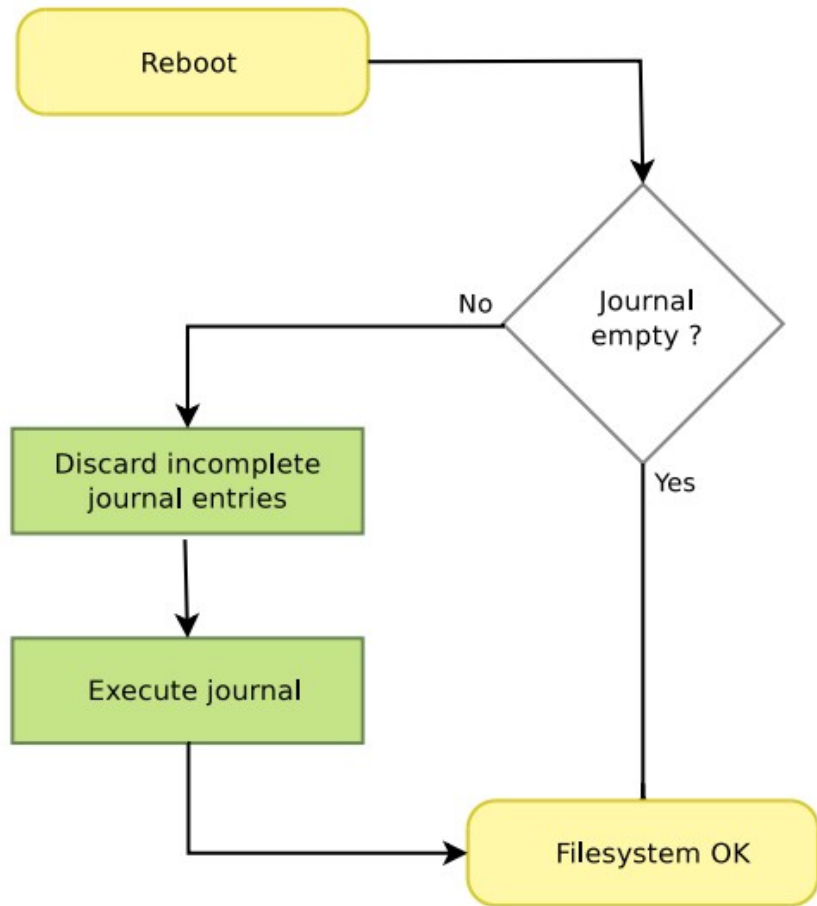 Reboot
Journal
empty ?
No
Yes
Discard incomplete
journal entries
Execute journal
Filesystem OK